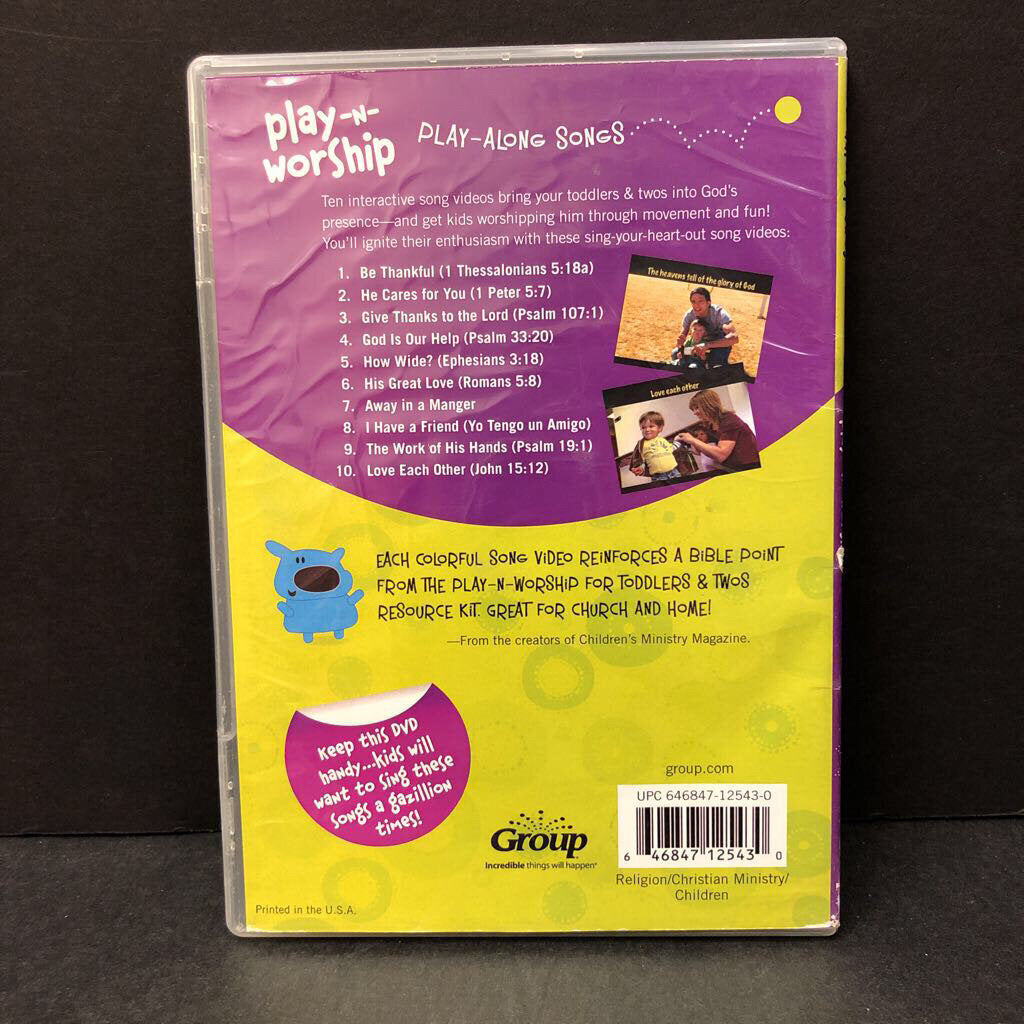 play-N-
worship
PLAY-ALONG SONGS
Ten interactive song videos bring your toddlers & twos into God's
presence—and get kids worshipping him through movement and fun!
You'll ignite their enthusiasm with these sing-your-heart-out song videos:
1. Be Thankful (1 Thessalonians 5:18a)
2. He Cares for You (1 Peter 5:7)
3. Give Thanks to the Lord (Psalm 107:1)
4. God Is Our Help (Psalm 33:20)
5. How Wide? (Ephesians 3:18)
6. His Great Love (Romans 5:8)
7. Away in a Manger
8. I Have a Friend (Yo Tengo un Amigo)
9. The Work of His Hands (Psalm 19:1)
10. Love Each Other (John 15:12)
The heavens tell of the glory of God
Love each other
EACH COLORFUL SONG VIDEO REINFORCES A BIBLE POINT
FROM THE PLAY-N-WORSHIP FOR TODDLERS & TWOS
RESOURCE KIT. GREAT FOR CHURCH AND HOME!
—From the creators of Children's Ministry Magazine.
Keep this DVD
handy...kids will
want to sing these
songs a gazillion
times!
group.com
UPC 646847-12543-0
6 46847 12543 0
Group
Incredible things will happen®
Religion/Christian Ministry/
Children
Printed in the U.S.A.